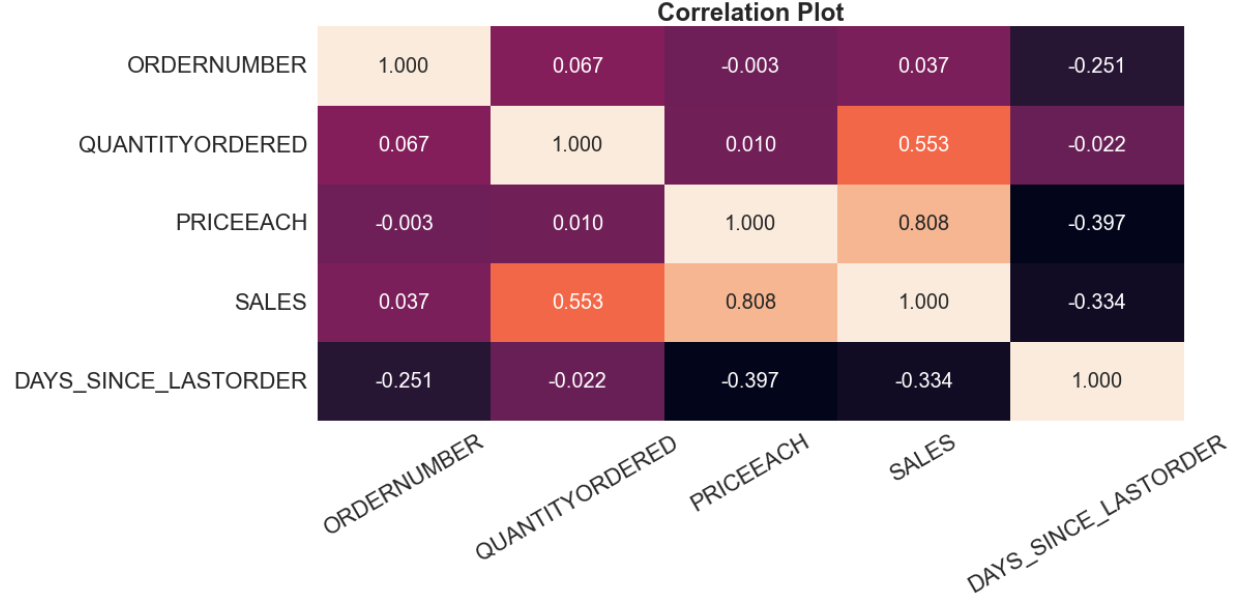 Correlation Plot
ORDERNUMBER 1.000 0.067 -0.003 0.037 -0.251
QUANTITYORDERED 0.067 1.000 0.010 0.553 -0.022
PRICEEACH -0.003 0.010 1.000 0.808 -0.397
SALES 0.037 0.553 0.808 1.000 -0.334
DAYS_SINCE_LASTORDER -0.251 -0.022 -0.397 -0.334 1.000
ORDERNUMBER QUANTITYORDERED PRICEEACH SALES DAYS_SINCE_LASTORDER